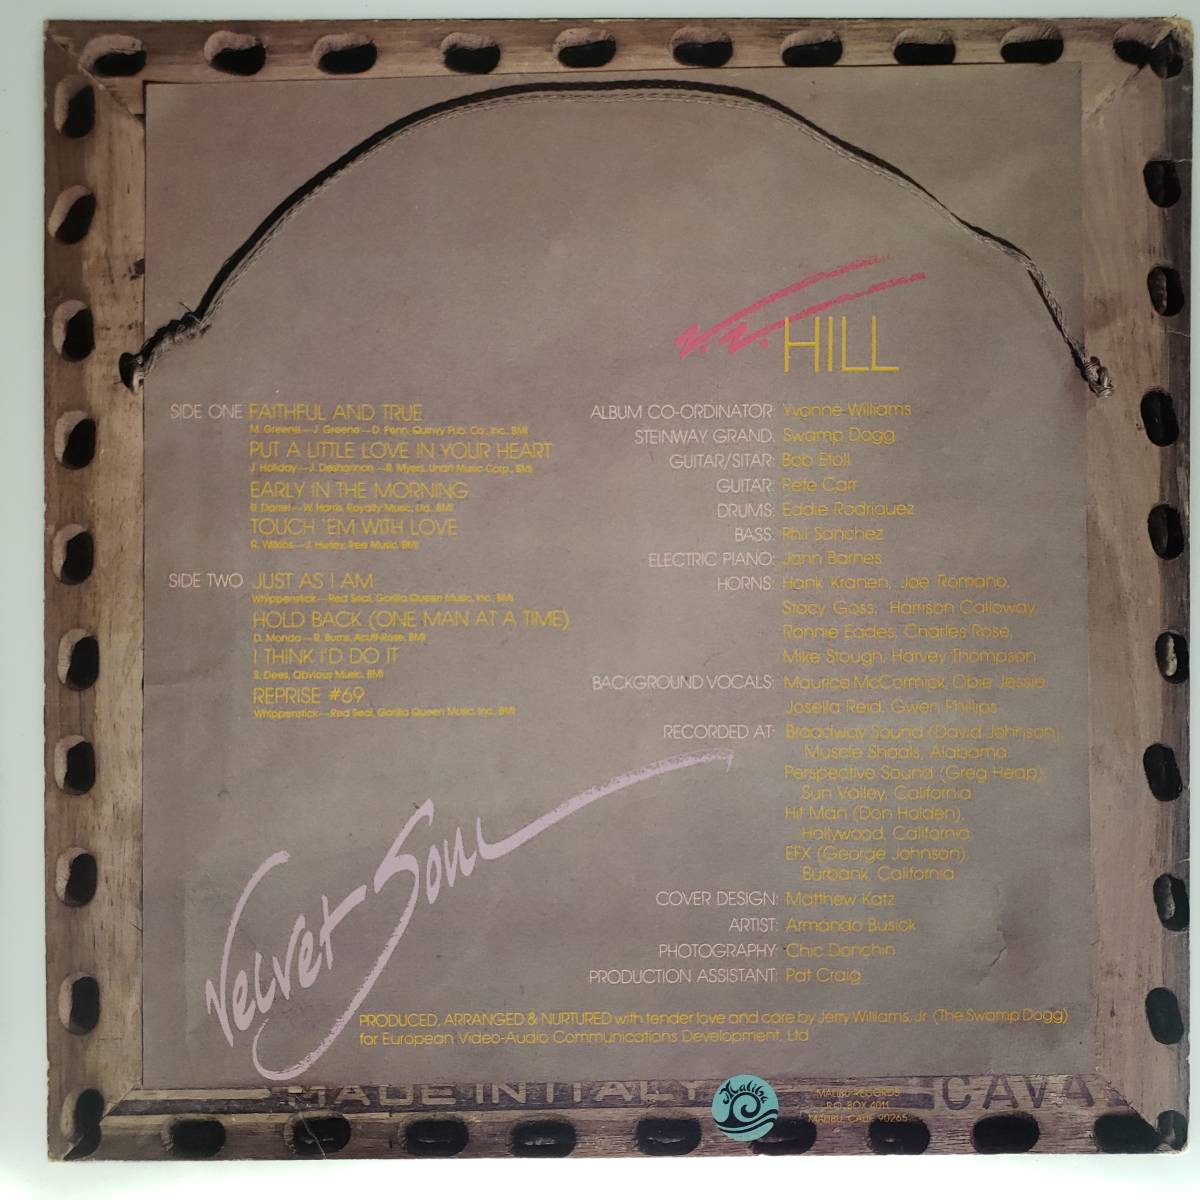 Z.Z. HILL
SIDE ONE FAITHFUL AND TRUE
M. Greene—J. Greene—D. Penn, Quinvy Pub. Co., Inc., BMI
PUT A LITTLE LOVE IN YOUR HEART
J. Holiday—J. Deshannon—R. Myers, Unart Music Corp., BMI
EARLY IN THE MORNING
B. Darrel—W. Harris, Royalty Music, Ltd., BMI
TOUCH 'EM WITH LOVE
R. Wilkins—J. Hurley, Tree Music, BMI
SIDE TWO JUST AS I AM
Whippenstick—Red Seal, Gorilla Queen Music, Inc., BMI
HOLD BACK (ONE MAN AT A TIME)
D. Mondo—R. Burns, Acuff-Rose, BMI
I THINK I'D DO IT
S. Dees, Obvious Music, BMI
REPRISE #69
Whippenstick—Red Seal, Gorilla Queen Music, Inc., BMI
ALBUM CO-ORDINATOR: Yvonne Williams
STEINWAY GRAND: Swamp Dogg
GUITAR/SITAR: Bob Etoll
GUITAR: Pete Carr
DRUMS: Eddie Rodriquez
BASS: Phil Sanchez
ELECTRIC PIANO: Jann Barnes
HORNS: Hank Kranen, Joe Romano,
Stacy Goss, Harrison Calloway,
Ronnie Eades, Charles Rose,
Mike Stough, Harvey Thompson
BACKGROUND VOCALS: Maurice McCormick, Obie Jessie
Josella Reid, Gwen Phillips
RECORDED AT: Broadway Sound (David Johnson),
Muscle Shoals, Alabama
Perspective Sound (Greg Heap),
Sun Valley, California
Hit Man (Don Holden),
Hollywood, California
EFX (George Johnson),
Burbank, California
COVER DESIGN: Matthew Katz
ARTIST: Armando Busick
PHOTOGRAPHY: Chic Donchin
PRODUCTION ASSISTANT: Pat Craig
Velvet Soul
PRODUCED, ARRANGED & NURTURED with tender love and care by Jerry Williams, Jr. (The Swamp Dogg)
for European Video-Audio Communications Development, Ltd.
MADE IN ITALY
Malibu
MALIBU RECORDS
P.O. BOX 4011
MALIBU, CALIF. 90265
CAVA